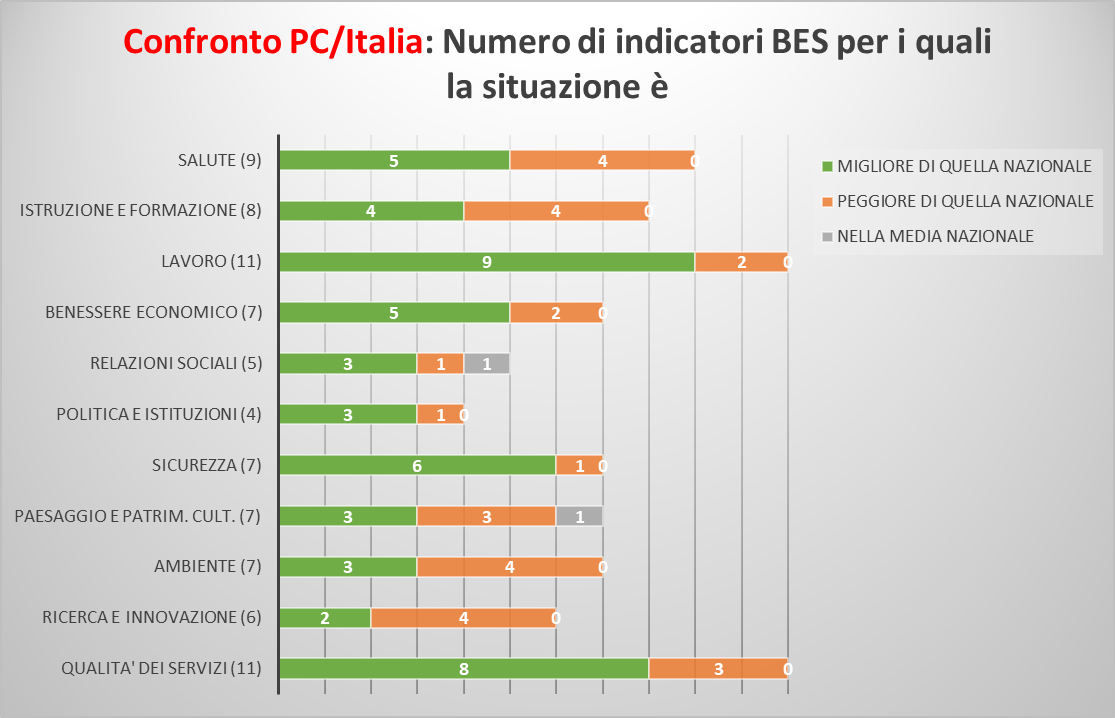 Confronto PC/Italia: Numero di indicatori BES per i quali
la situazione è
SALUTE (9) 5 4 0
ISTRUZIONE E FORMAZIONE (8) 4 4 0
LAVORO (11) 9 2 0
BENESSERE ECONOMICO (7) 5 2 0
RELAZIONI SOCIALI (5) 3 1 1
POLITICA E ISTITUZIONI (4) 3 1 0
SICUREZZA (7) 6 1 0
PAESAGGIO E PATRIM. CULT. (7) 3 3 1
AMBIENTE (7) 3 4 0
RICERCA E INNOVAZIONE (6) 2 4 0
QUALITA' DEI SERVIZI (11) 8 3 0
MIGLIORE DI QUELLA NAZIONALE
PEGGIORE DI QUELLA NAZIONALE
NELLA MEDIA NAZIONALE